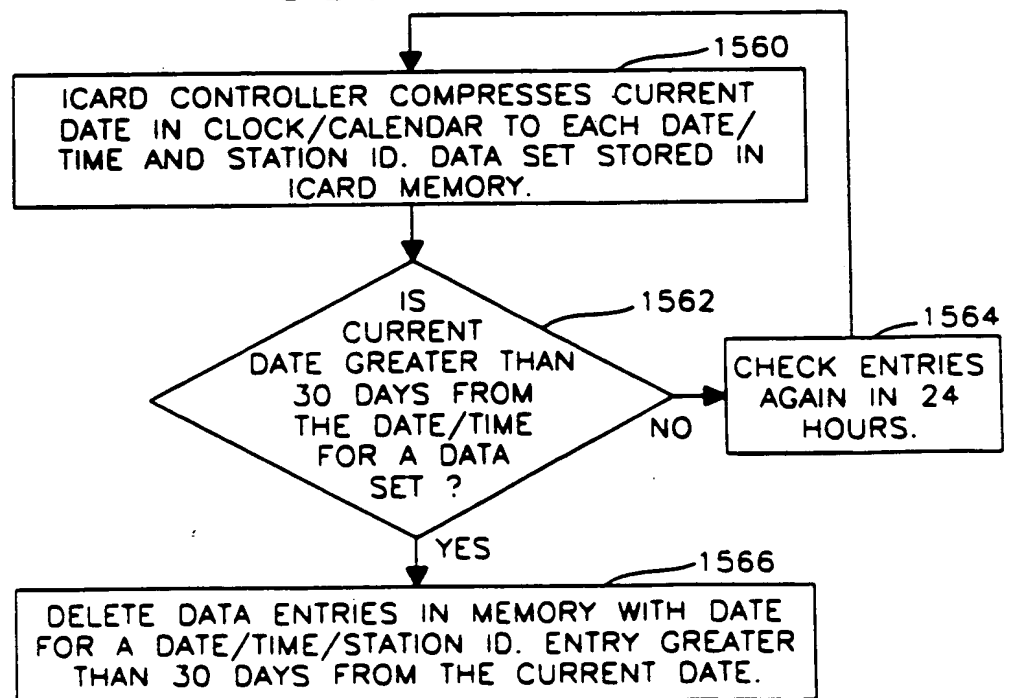 1560
ICARD CONTROLLER COMPRESSES CURRENT
DATE IN CLOCK/CALENDAR TO EACH DATE/
TIME AND STATION ID. DATA SET STORED IN
ICARD MEMORY.
IS
CURRENT
DATE GREATER THAN
30 DAYS FROM
THE DATE/TIME
FOR A DATA
SET ?
1562
NO
1564
CHECK ENTRIES
AGAIN IN 24
HOURS.
YES
1566
DELETE DATA ENTRIES IN MEMORY WITH DATE
FOR A DATE/TIME/STATION ID. ENTRY GREATER
THAN 30 DAYS FROM THE CURRENT DATE.